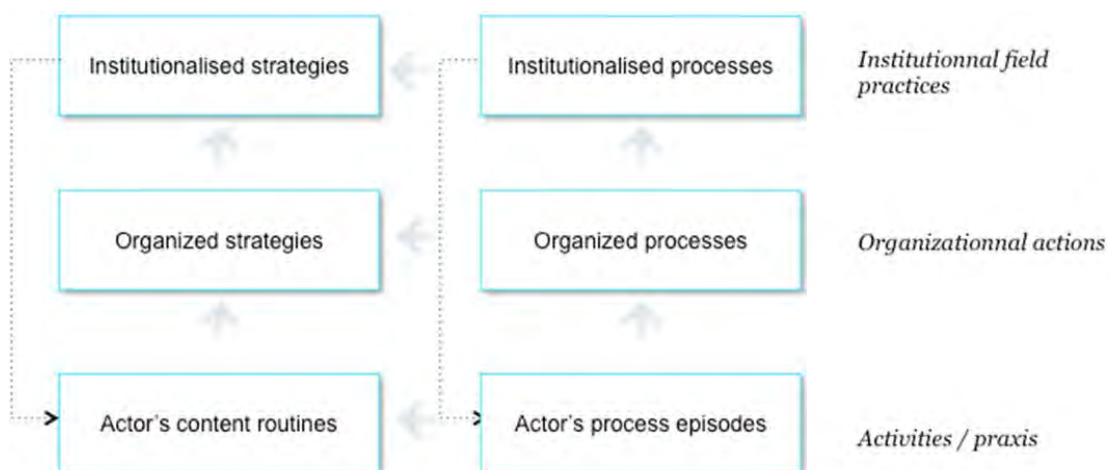 Institutionalised strategies
Institutionalised processes
Institutionnal field
practices
Organized strategies
Organized processes
Organizationnal actions
Actor's content routines
Actor's process episodes
Activities / praxis